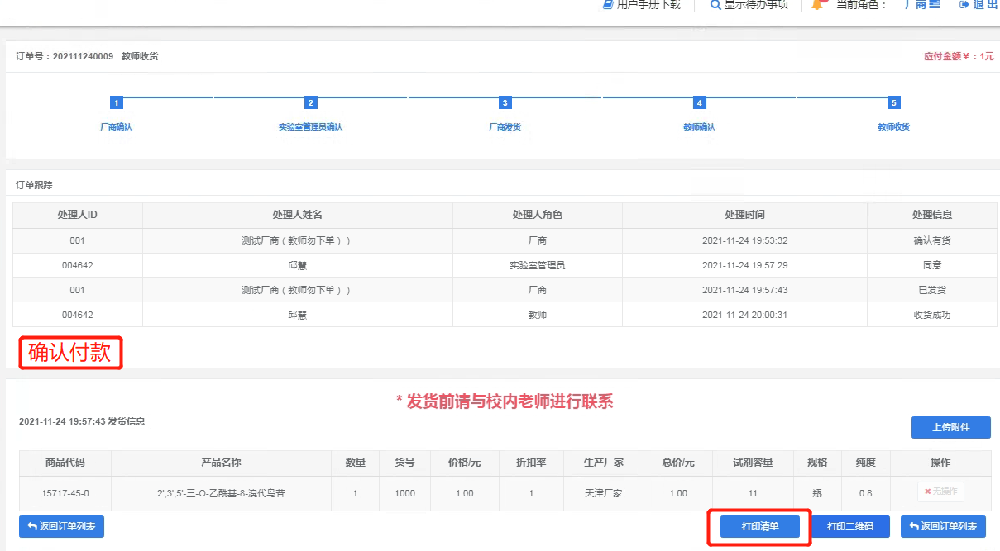 用户手册下载 显示待办事项 当前角色： 厂商 退出
订单号：202111240009 教师收货 应付金额￥：1元
1 2 3 4 5
厂商确认 实验室管理员确认 厂商发货 教师确认 教师收货
订单跟踪
处理人ID 处理人姓名 处理人角色 处理时间 处理信息
001 测试厂商（教师勿下单）） 厂商 2021-11-24 19:53:32 确认有货
004642 邱慧 实验室管理员 2021-11-24 19:57:29 同意
001 测试厂商（教师勿下单）） 厂商 2021-11-24 19:57:43 已发货
004642 邱慧 教师 2021-11-24 20:00:31 收货成功
确认付款
* 发货前请与校内老师进行联系
2021-11-24 19:57:43 发货信息
上传附件
商品代码 产品名称 数量 货号 价格/元 折扣率 生产厂家 总价/元 试剂容量 规格 纯度 操作
15717-45-0 2',3',5'-三-O-乙酰基-8-溴代鸟苷 1 1000 1.00 1 天津厂家 1.00 11 瓶 0.8 无操作
返回订单列表 打印清单 打印二维码 返回订单列表